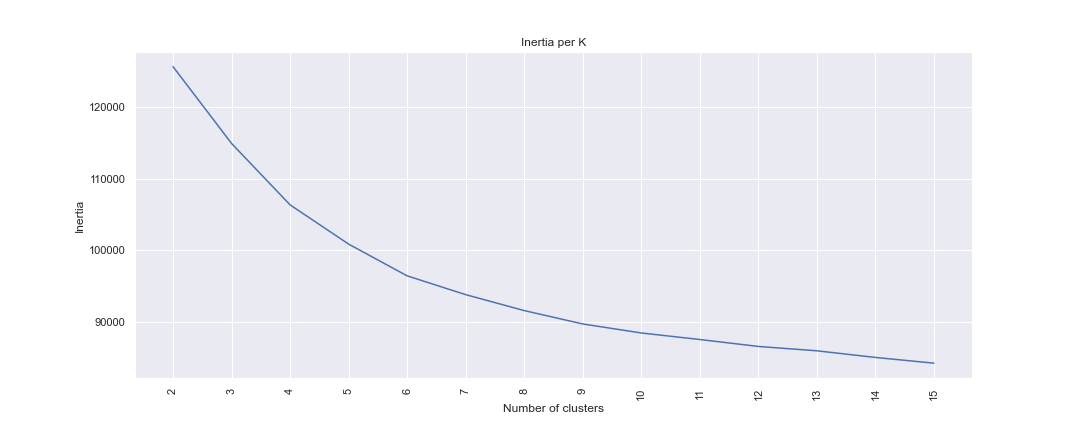 Inertia per K
120000
110000
100000
90000
Inertia
2 3 4 5 6 7 8 9 10 11 12 13 14 15
Number of clusters